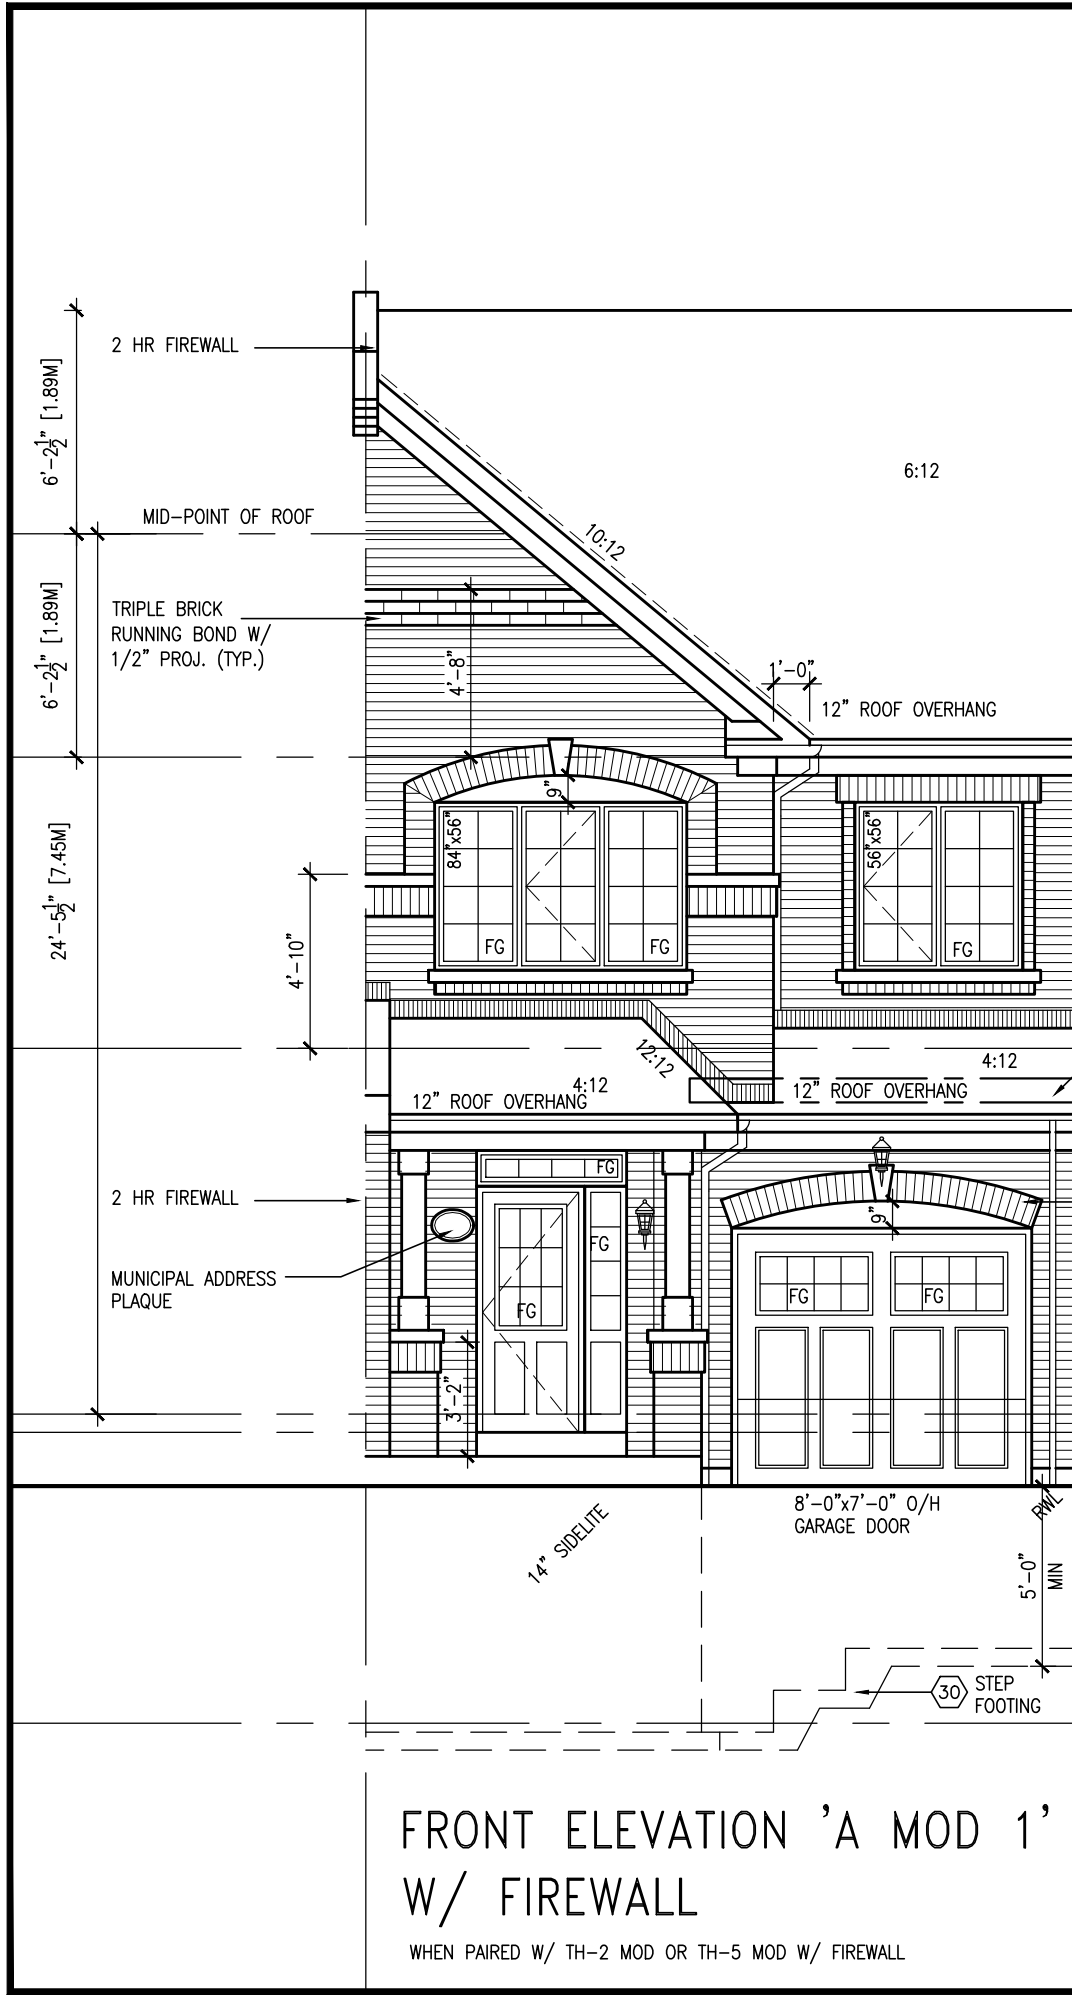 2 HR FIREWALL
6'-2½" [1.89M]
6:12
MID-POINT OF ROOF
10:12
TRIPLE BRICK
RUNNING BOND W/
1/2" PROJ. (TYP.)
6'-2½" [1.89M]
4'-8"
1'-0"
12" ROOF OVERHANG
9"
84"x56"
56"x56"
24'-5½" [7.45M]
FG
FG
FG
4'-10"
12:12
4:12
4:12
12" ROOF OVERHANG
12" ROOF OVERHANG
FG
2 HR FIREWALL
9"
FG
MUNICIPAL ADDRESS
PLAQUE
FG
FG
FG
3'-2"
8'-0"x7'-0" O/H
GARAGE DOOR
RWL
14" SIDELITE
5'-0"
MIN
30
STEP
FOOTING
FRONT ELEVATION 'A MOD 1'
W/ FIREWALL
WHEN PAIRED W/ TH-2 MOD OR TH-5 MOD W/ FIREWALL